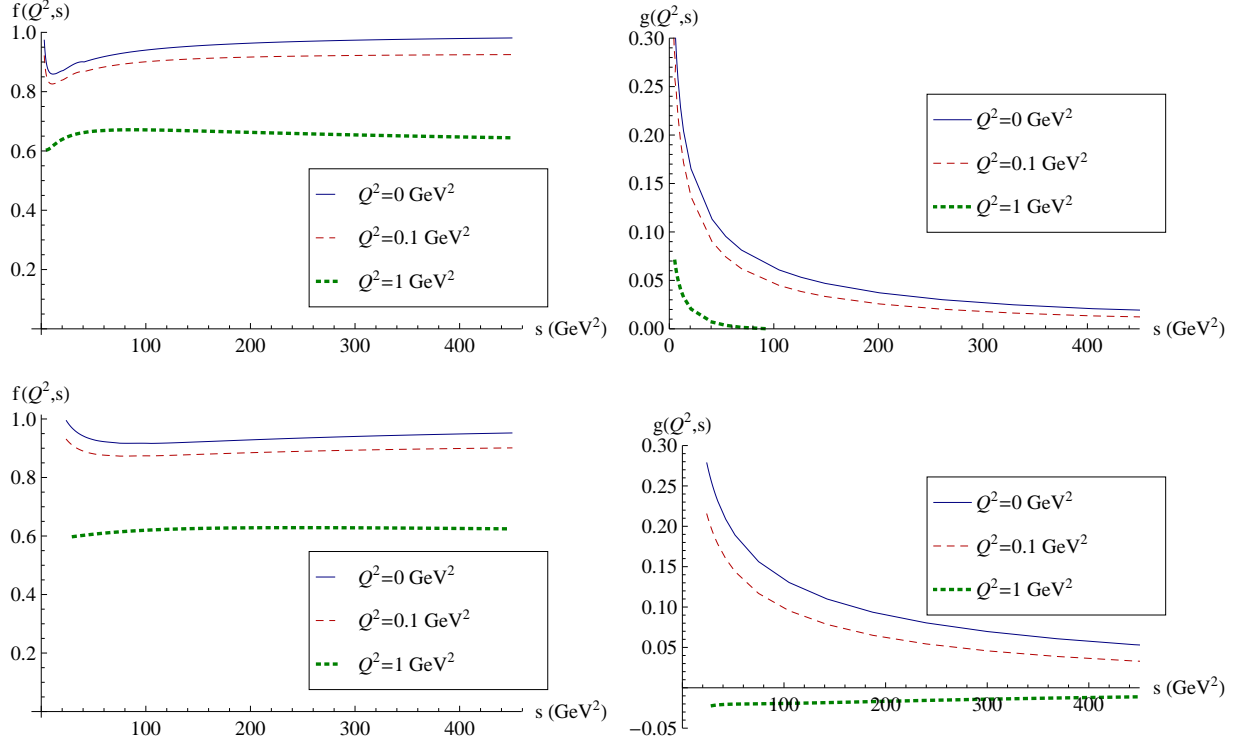 f(Q²,s)
1.0
0.8
0.6
0.4
0.2
100
200
300
400
s (GeV²)
Q²=0 GeV²
Q²=0.1 GeV²
Q²=1 GeV²
g(Q²,s)
0.30
0.25
0.20
0.15
0.10
0.05
0.00
0
100
200
300
400
s (GeV²)
Q²=0 GeV²
Q²=0.1 GeV²
Q²=1 GeV²
f(Q²,s)
1.0
0.8
0.6
0.4
0.2
100
200
300
400
s (GeV²)
Q²=0 GeV²
Q²=0.1 GeV²
Q²=1 GeV²
g(Q²,s)
0.30
0.25
0.20
0.15
0.10
0.05
−0.05
100
200
300
400
s (GeV²)
Q²=0 GeV²
Q²=0.1 GeV²
Q²=1 GeV²